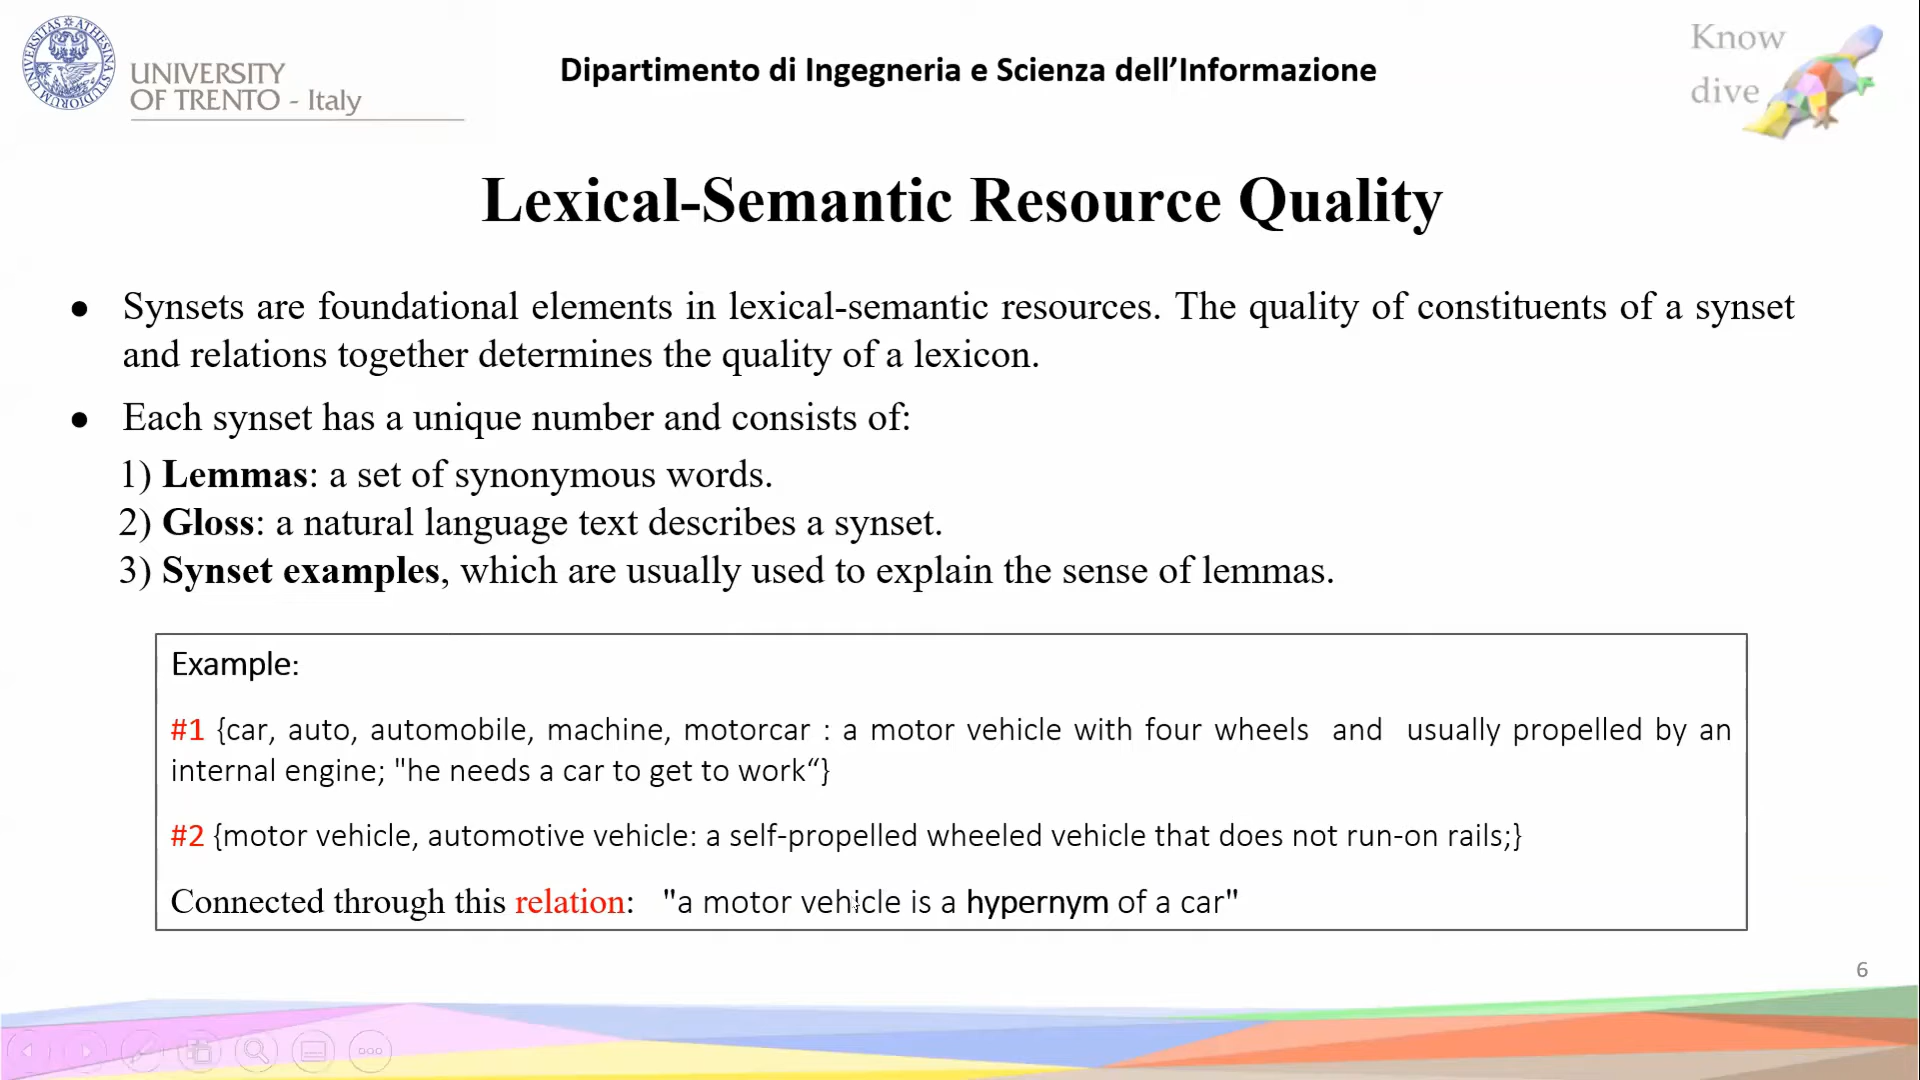 UNIVERSITY
OF TRENTO - Italy
Dipartimento di Ingegneria e Scienza dell’Informazione
Know
dive
Lexical-Semantic Resource Quality
● Synsets are foundational elements in lexical-semantic resources. The quality of constituents of a synset
and relations together determines the quality of a lexicon.
● Each synset has a unique number and consists of:
1) Lemmas: a set of synonymous words.
2) Gloss: a natural language text describes a synset.
3) Synset examples, which are usually used to explain the sense of lemmas.
Example:
#1 {car, auto, automobile, machine, motorcar : a motor vehicle with four wheels and usually propelled by an
internal engine; "he needs a car to get to work“}
#2 {motor vehicle, automotive vehicle: a self-propelled wheeled vehicle that does not run-on rails;}
Connected through this relation: "a motor vehicle is a hypernym of a car"
6